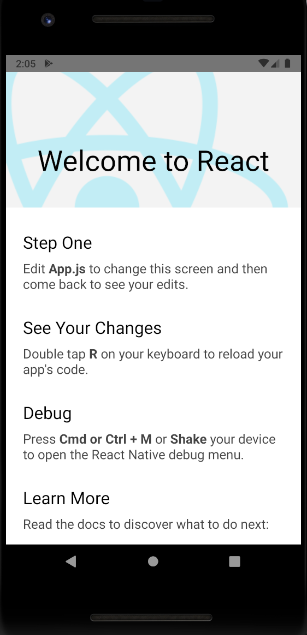 2:05
Welcome to React
Step One
Edit App.js to change this screen and then
come back to see your edits.
See Your Changes
Double tap R on your keyboard to reload your
app's code.
Debug
Press Cmd or Ctrl + M or Shake your device
to open the React Native debug menu.
Learn More
Read the docs to discover what to do next: